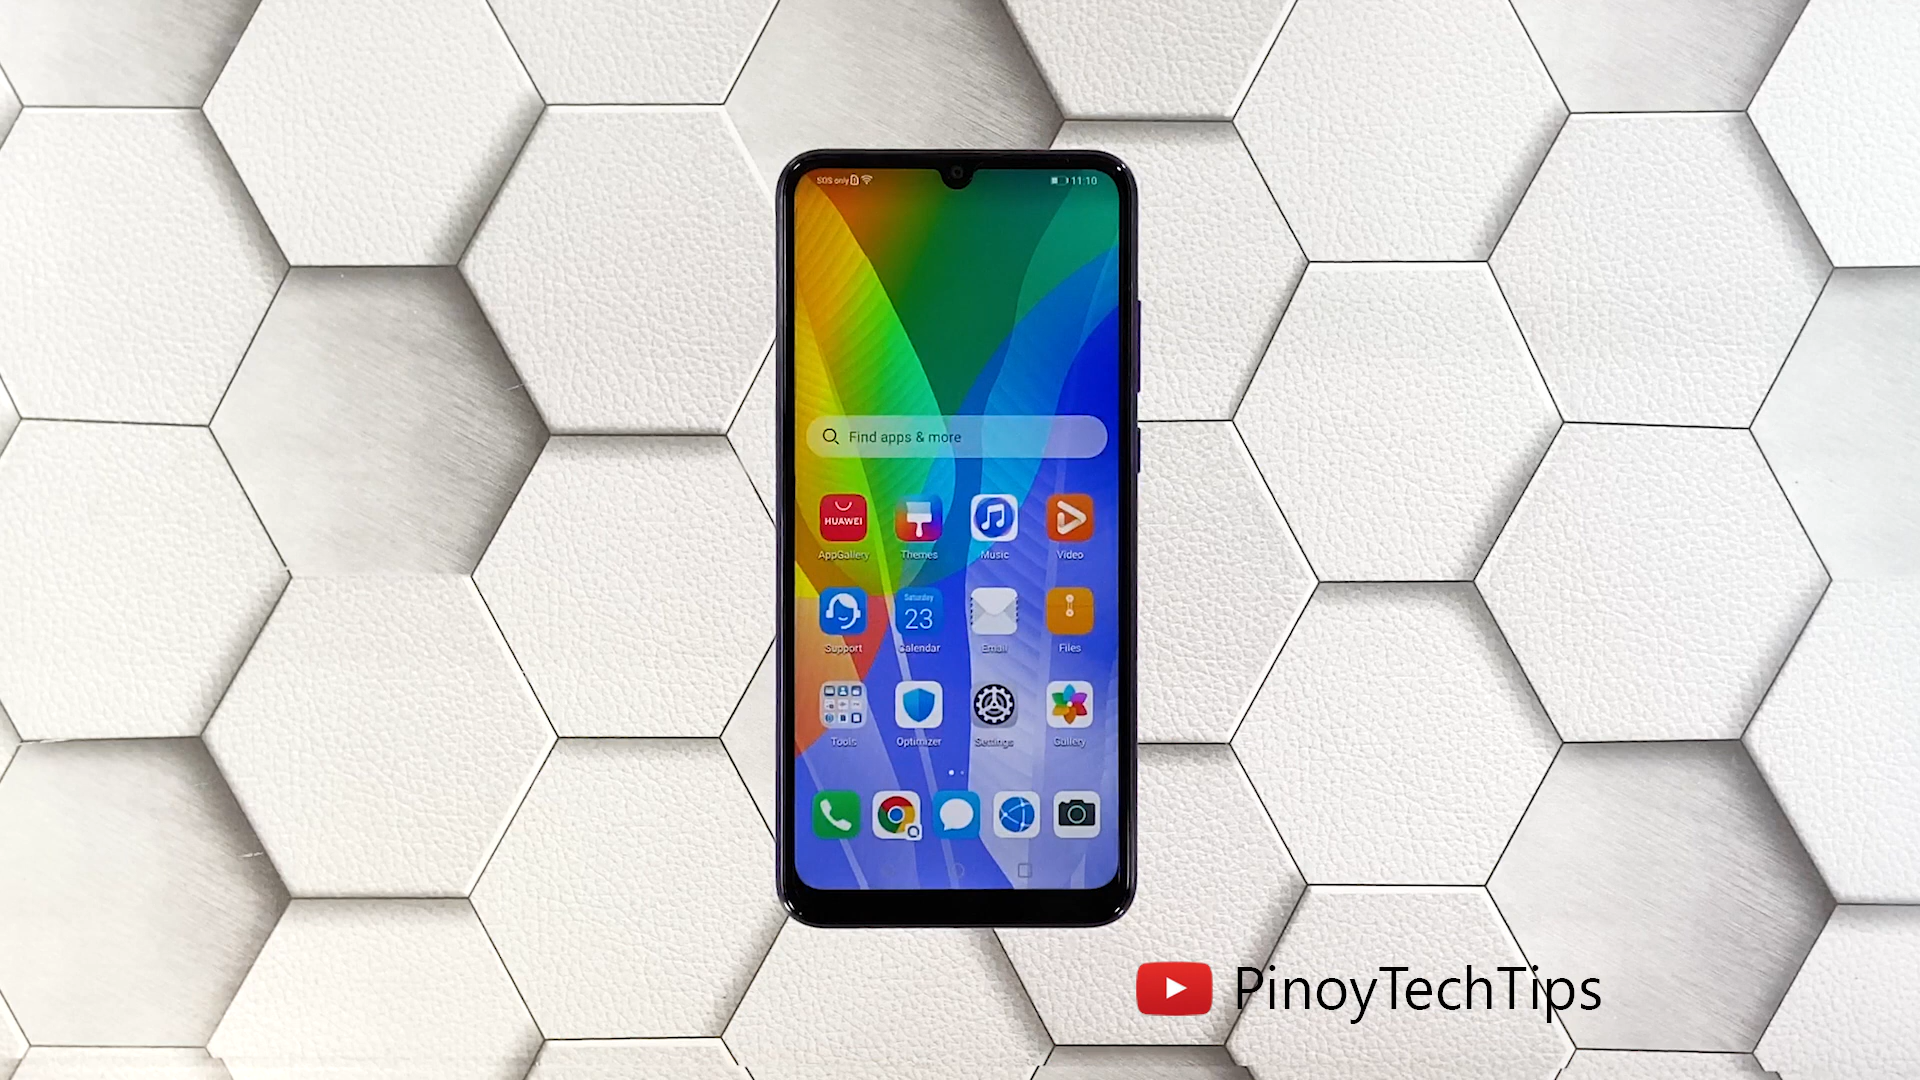 SOS only
11:10
Find apps & more
HUAWEI
AppGallery
Themes
Music
Video
Saturday
23
Support
Calendar
Email
Files
Tools
Optimizer
Settings
Gallery
PinoyTechTips